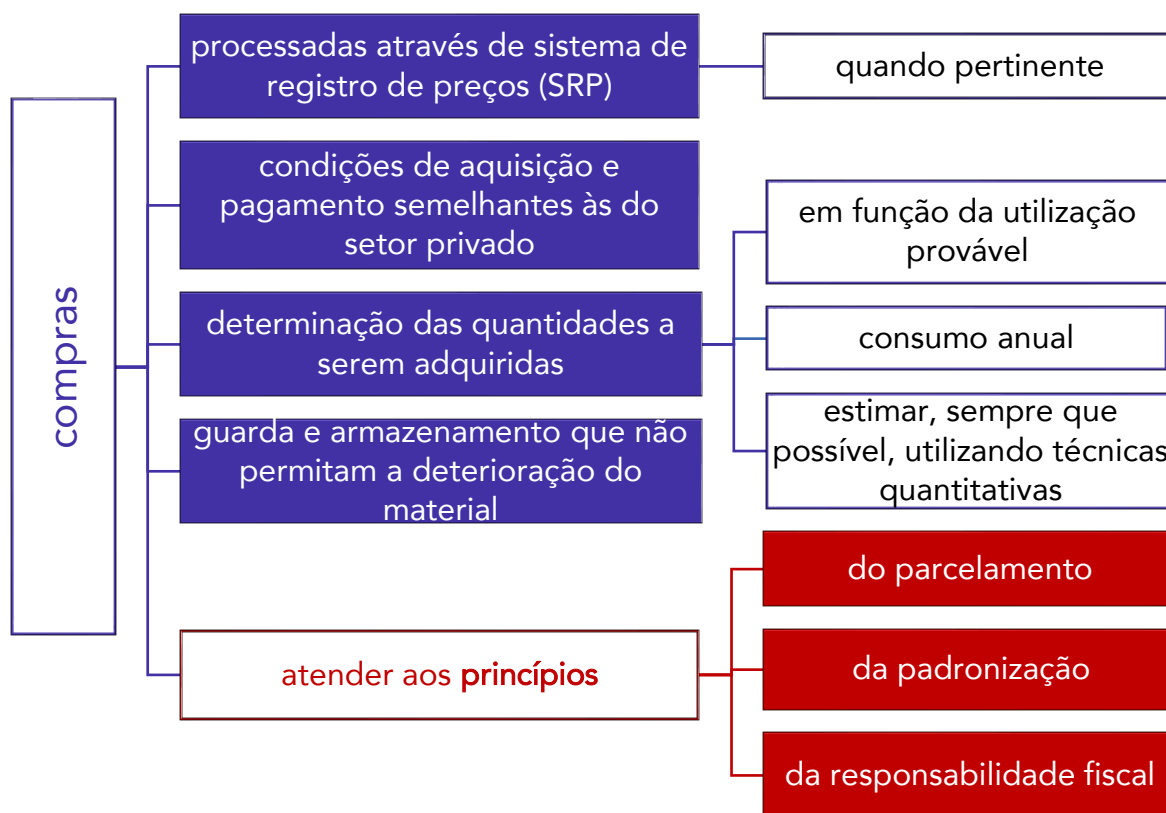 compras
processadas através de sistema de
registro de preços (SRP)
quando pertinente
condições de aquisição e
pagamento semelhantes às do
setor privado
determinação das quantidades a
serem adquiridas
em função da utilização
provável
consumo anual
estimar, sempre que
possível, utilizando técnicas
quantitativas
guarda e armazenamento que não
permitam a deterioração do
material
atender aos princípios
do parcelamento
da padronização
da responsabilidade fiscal